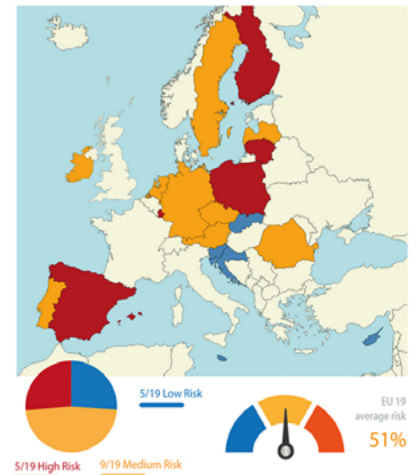 5/19 Low Risk
EU 19
average risk
51%
5/19 High Risk
9/19 Medium Risk